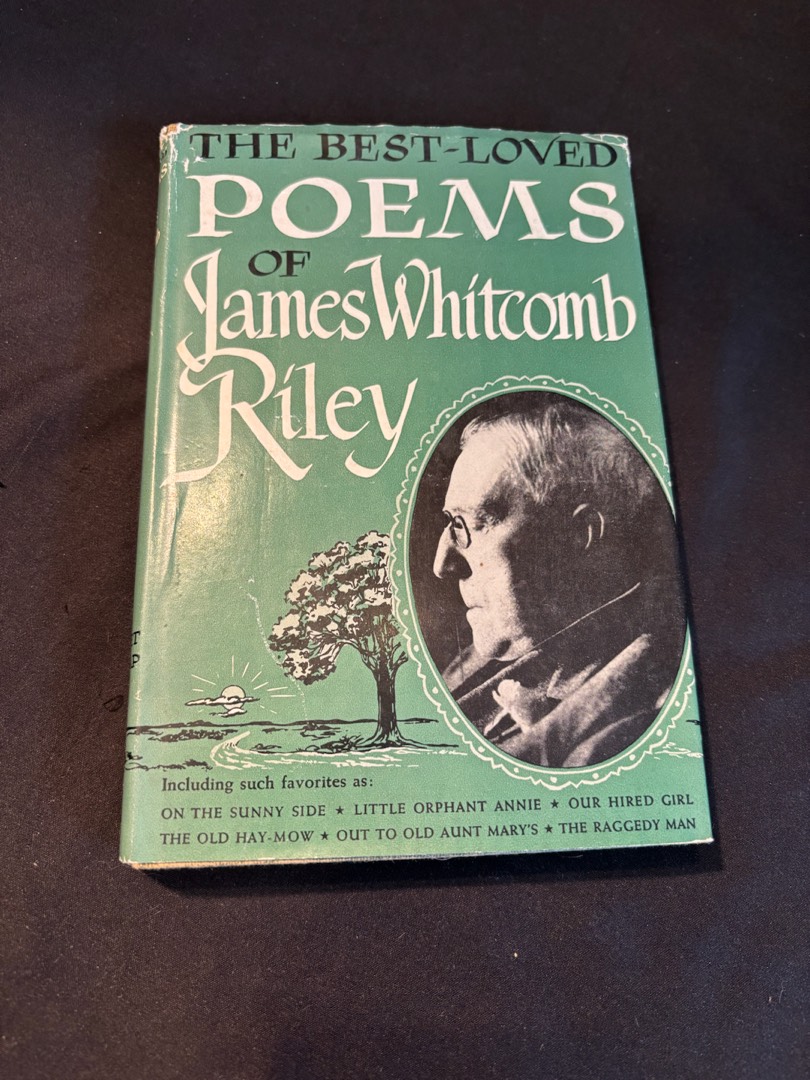 THE BEST-LOVED
POEMS
OF
James Whitcomb
Riley
Including such favorites as:
ON THE SUNNY SIDE ★ LITTLE ORPHANT ANNIE ★ OUR HIRED GIRL
THE OLD HAY-MOW ★ OUT TO OLD AUNT MARY'S ★ THE RAGGEDY MAN